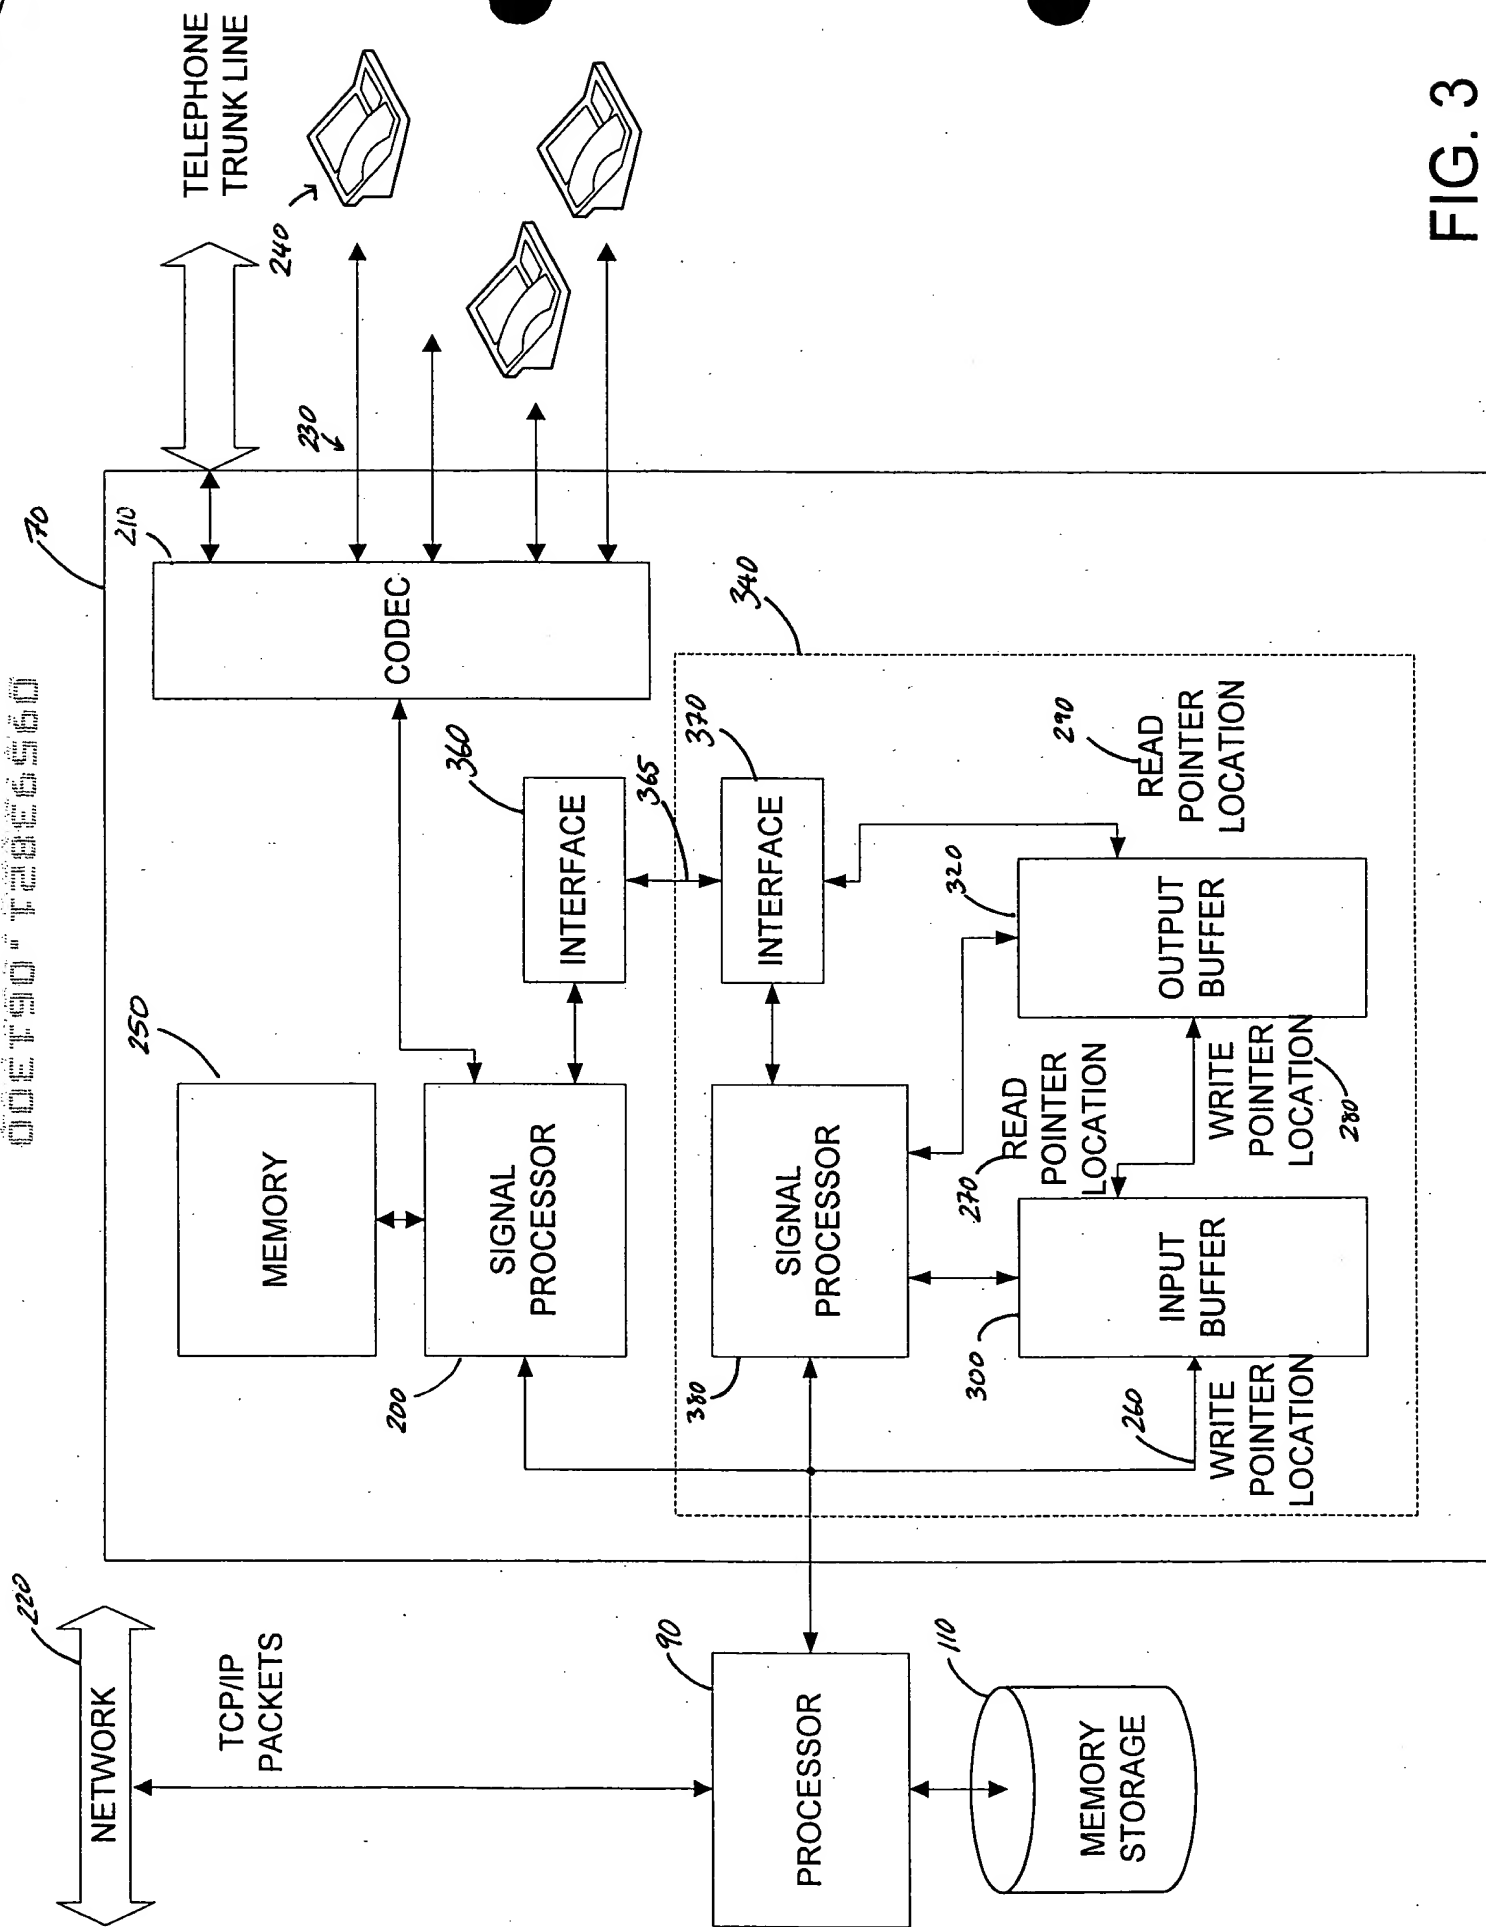 NETWORK
220
TCP/IP
PACKETS
90
PROCESSOR
110
MEMORY
STORAGE
70
250
MEMORY
200
SIGNAL
PROCESSOR
360
INTERFACE
365
210
CODEC
TELEPHONE
TRUNK LINE
230
240
340
380
SIGNAL
PROCESSOR
370
INTERFACE
300
INPUT
BUFFER
260
WRITE
POINTER
LOCATION
270
READ
POINTER
LOCATION
320
OUTPUT
BUFFER
WRITE
POINTER
LOCATION
280
290
READ
POINTER
LOCATION
FIG. 3